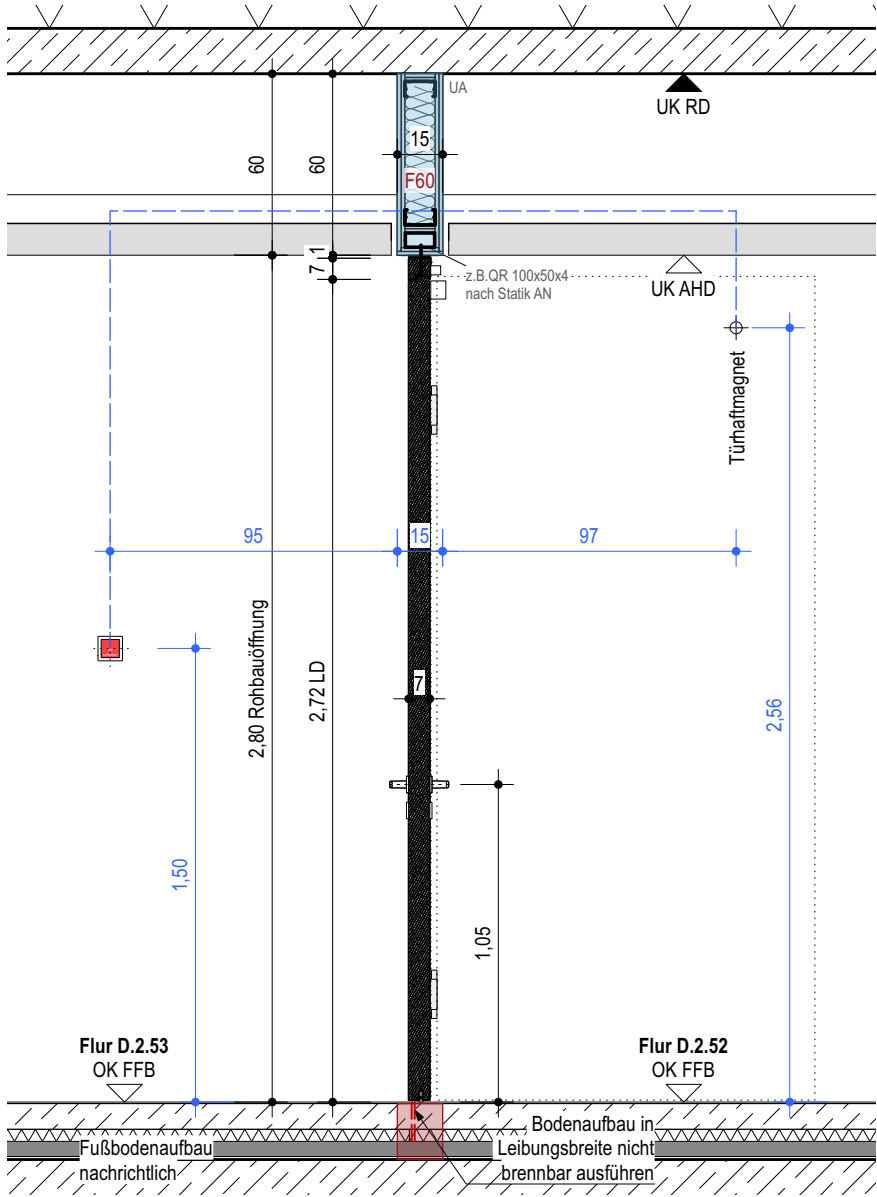 UA
UK RD
15
60
60
F60
1
7
z.B.QR 100x50x4
nach Statik AN
UK AHD
Türhaftmagnet
95
15
97
2,80 Rohbauöffnung
2,72 LD
7
2,56
1,50
1,05
Flur D.2.53
OK FFB
Flur D.2.52
OK FFB
Fußbodenaufbau
nachrichtlich
Bodenaufbau in
Leibungsbreite nicht
brennbar ausführen